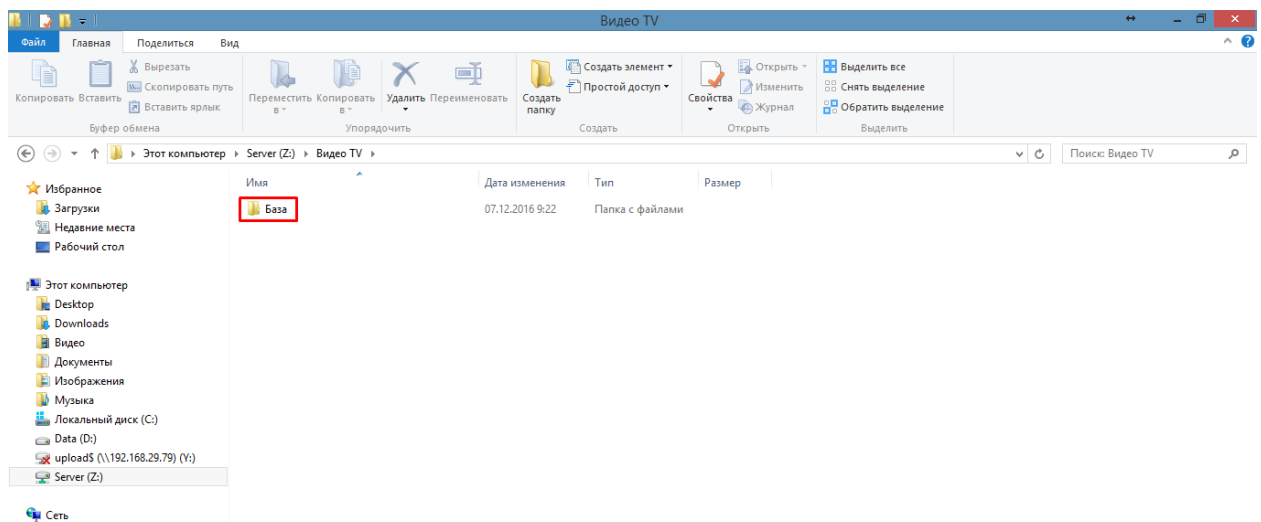 Видео TV
Файл Главная Поделиться Вид
Копировать Вставить Вырезать Скопировать путь Вставить ярлык
Буфер обмена
Переместить в Копировать в Удалить Переименовать
Упорядочить
Создать папку Создать элемент Простой доступ
Создать
Свойства Открыть Изменить Журнал
Открыть
Выделить все Снять выделение Обратить выделение
Выделить
Этот компьютер Server (Z:) Видео TV Поиск: Видео TV
Имя Дата изменения Тип Размер
База 07.12.2016 9:22 Папка с файлами
Избранное
Загрузки
Недавние места
Рабочий стол
Этот компьютер
Desktop
Downloads
Видео
Документы
Изображения
Музыка
Локальный диск (C:)
Data (D:)
upload$ (\\192.168.29.79) (Y:)
Server (Z:)
Сеть